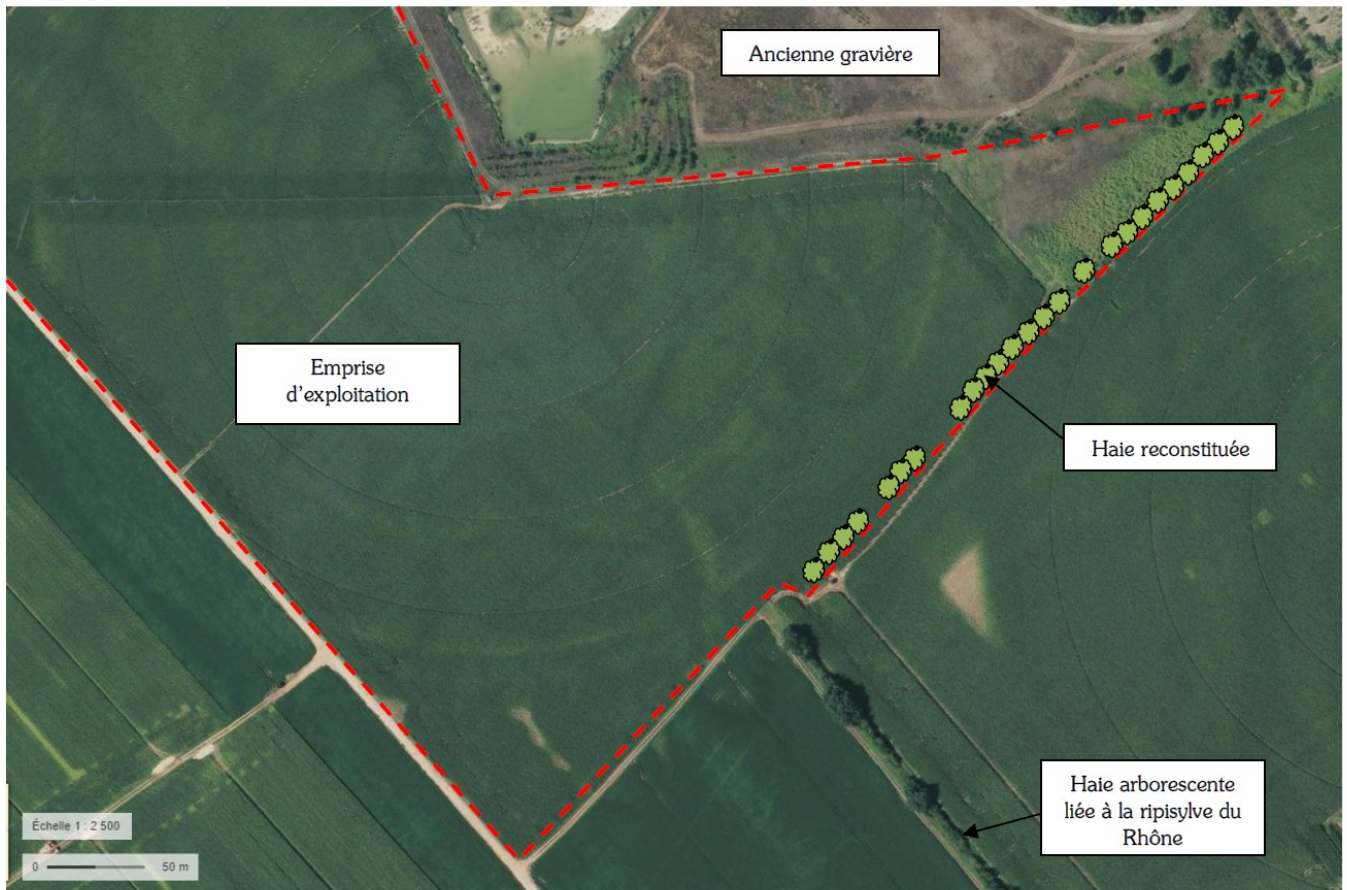 Ancienne gravière
Emprise
d'exploitation
Haie reconstituée
Haie arborescente
liée à la ripisylve du
Rhône
Échelle 1 : 2 500
0 50 m